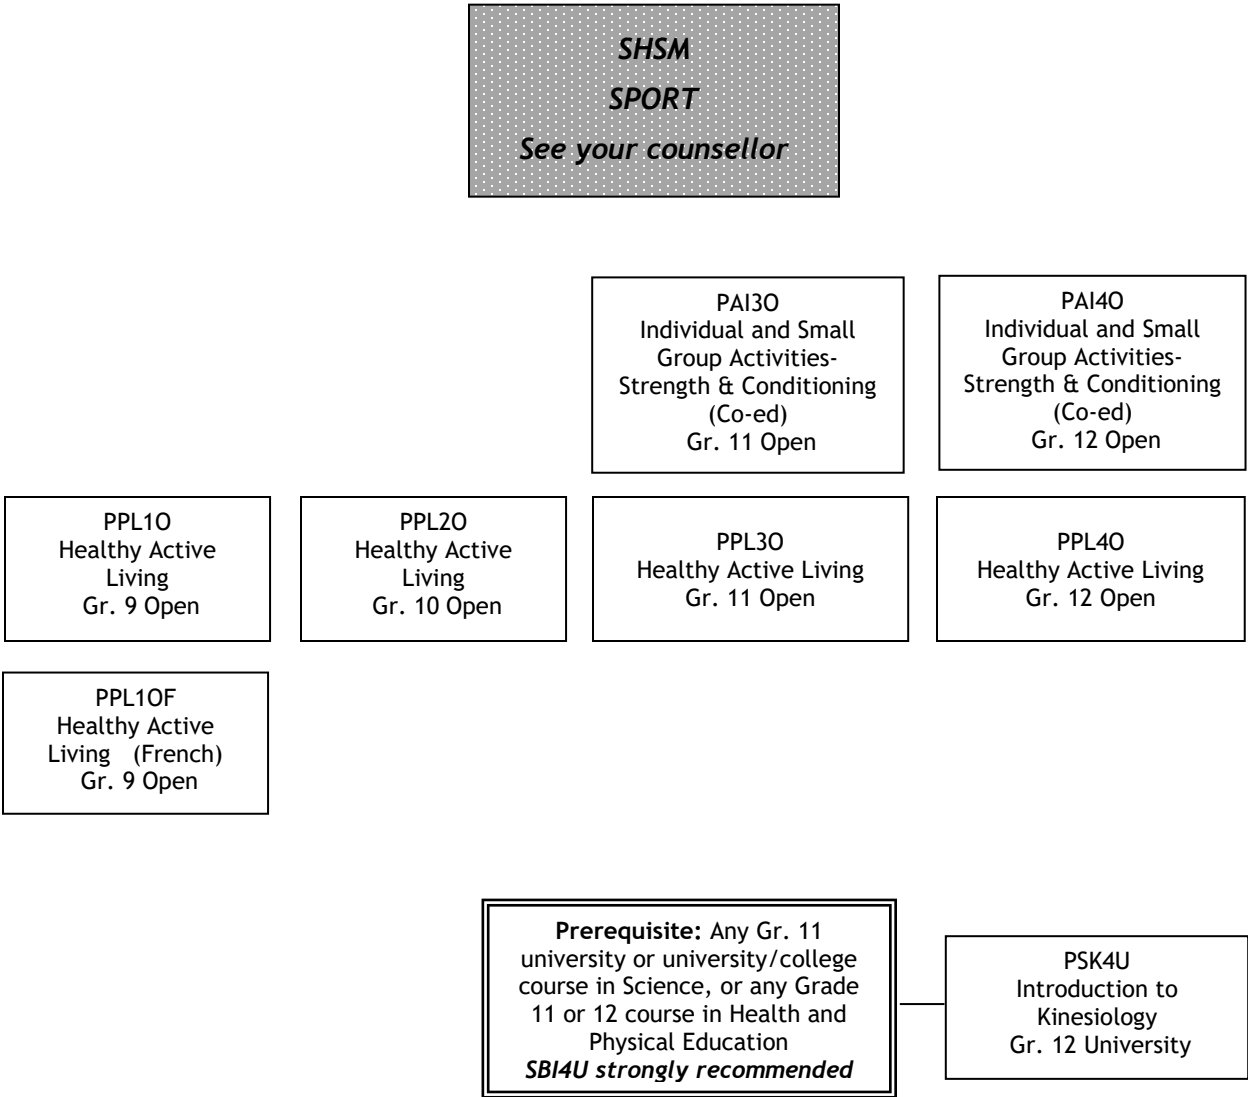 SHSM
SPORT
See your counsellor
PAI3O
Individual and Small
Group Activities-
Strength & Conditioning
(Co-ed)
Gr. 11 Open
PAI4O
Individual and Small
Group Activities-
Strength & Conditioning
(Co-ed)
Gr. 12 Open
PPL1O
Healthy Active
Living
Gr. 9 Open
PPL2O
Healthy Active
Living
Gr. 10 Open
PPL3O
Healthy Active Living
Gr. 11 Open
PPL4O
Healthy Active Living
Gr. 12 Open
PPL1OF
Healthy Active
Living (French)
Gr. 9 Open
Prerequisite: Any Gr. 11
university or university/college
course in Science, or any Grade
11 or 12 course in Health and
Physical Education
SBI4U strongly recommended
PSK4U
Introduction to
Kinesiology
Gr. 12 University